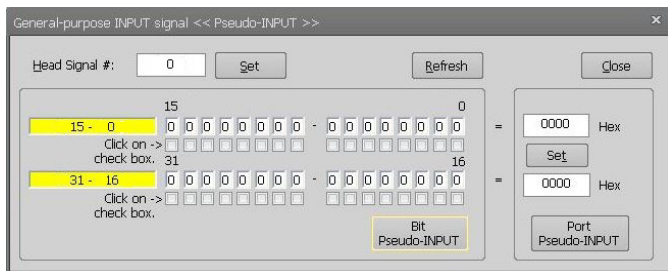 General-purpose INPUT signal << Pseudo-INPUT >>
Head Signal #: 0 Set Refresh Close
15 0
15 - 0 0 0 0 0 0 0 0 0 - 0 0 0 0 0 0 0 0 = 0000 Hex
Click on ->
check box.
Set
31 16
31 - 16 0 0 0 0 0 0 0 0 - 0 0 0 0 0 0 0 0 = 0000 Hex
Click on ->
check box.
Bit
Pseudo-INPUT
Port
Pseudo-INPUT